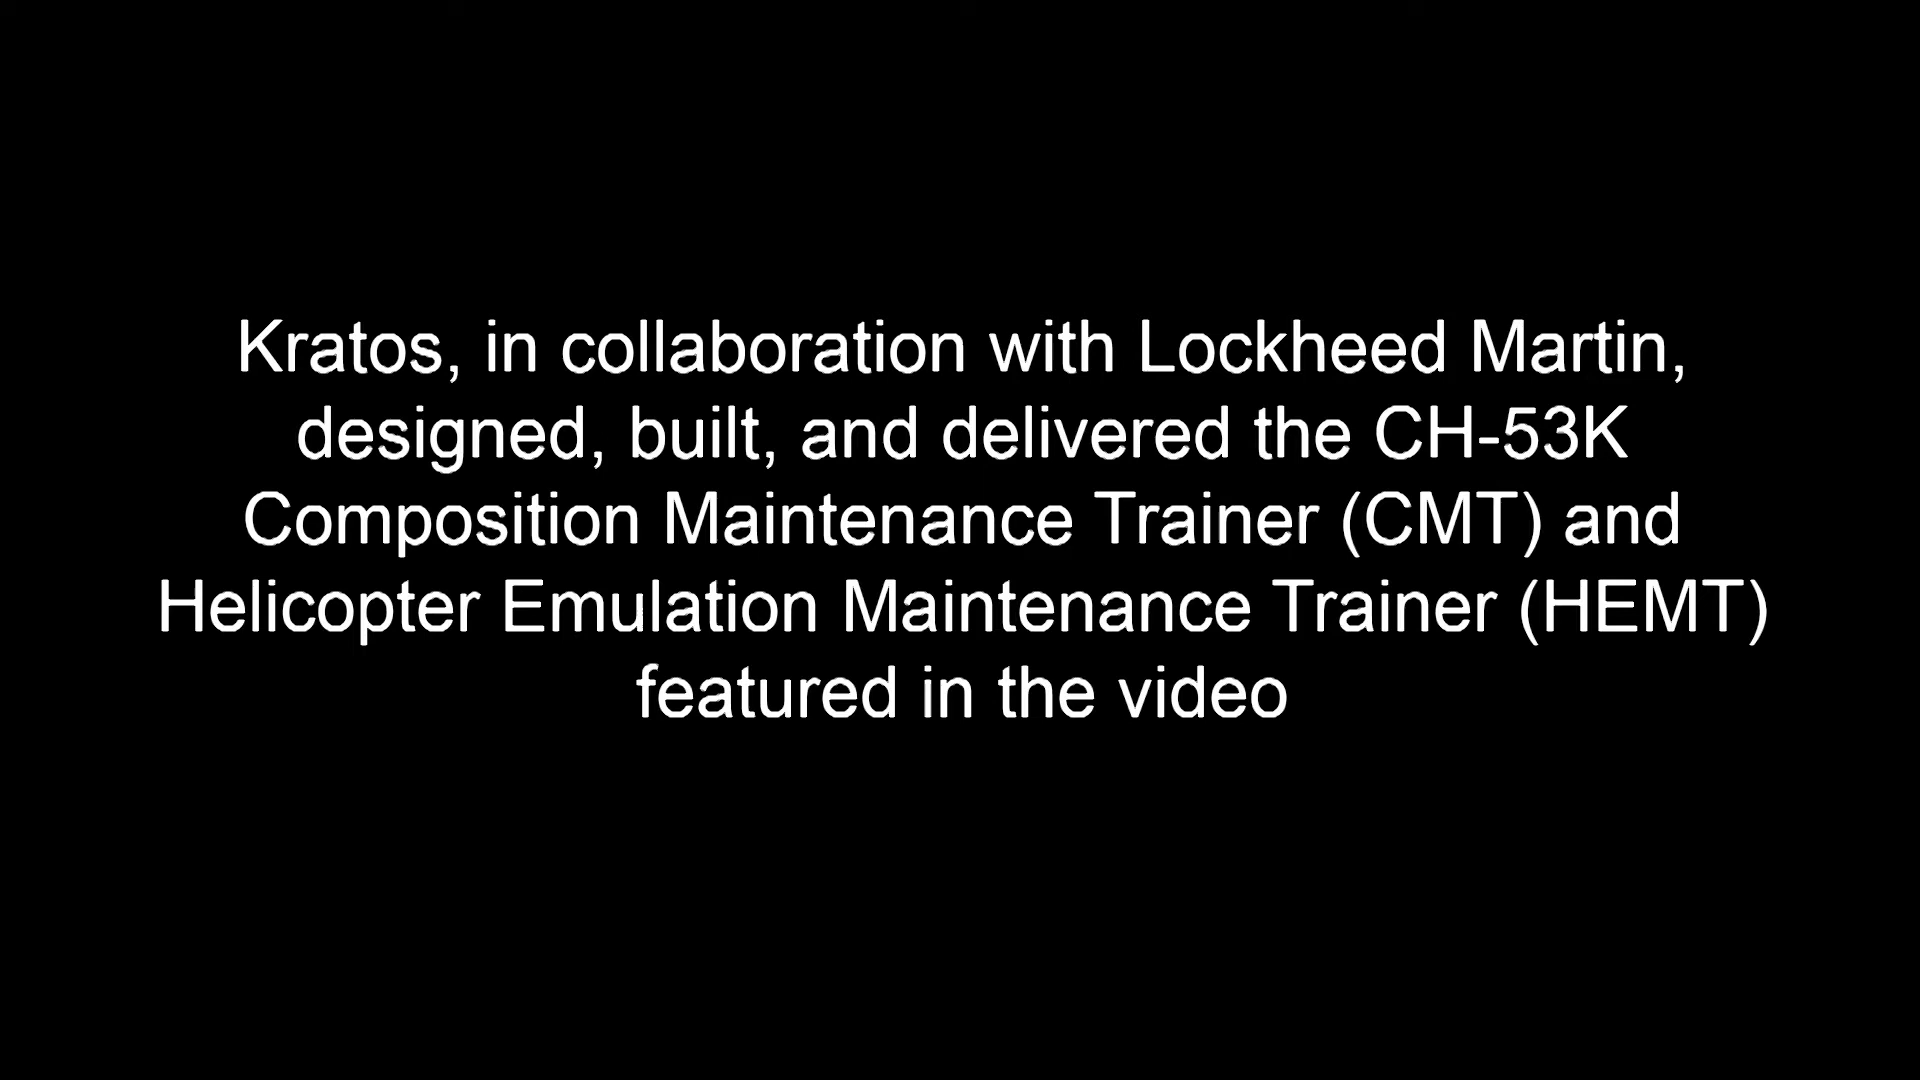 Kratos, in collaboration with Lockheed Martin,
designed, built, and delivered the CH-53K
Composition Maintenance Trainer (CMT) and
Helicopter Emulation Maintenance Trainer (HEMT)
featured in the video